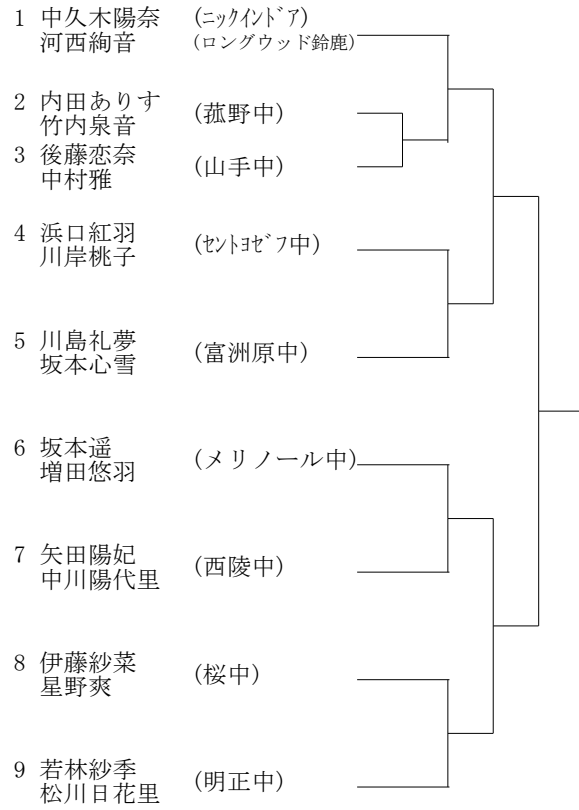 1 中久木陽奈 (ニックインドア)
河西絢音 (ロングウッド鈴鹿)
2 内田ありす (菰野中)
竹内泉音
3 後藤恋奈 (山手中)
中村雅
4 浜口紅羽 (セントヨゼフ中)
川岸桃子
5 川島礼夢 (富洲原中)
坂本心雪
6 坂本遥 (メリノール中)
増田悠羽
7 矢田陽妃 (西陵中)
中川陽代里
8 伊藤紗菜 (桜中)
星野爽
9 若林紗季 (明正中)
松川日花里